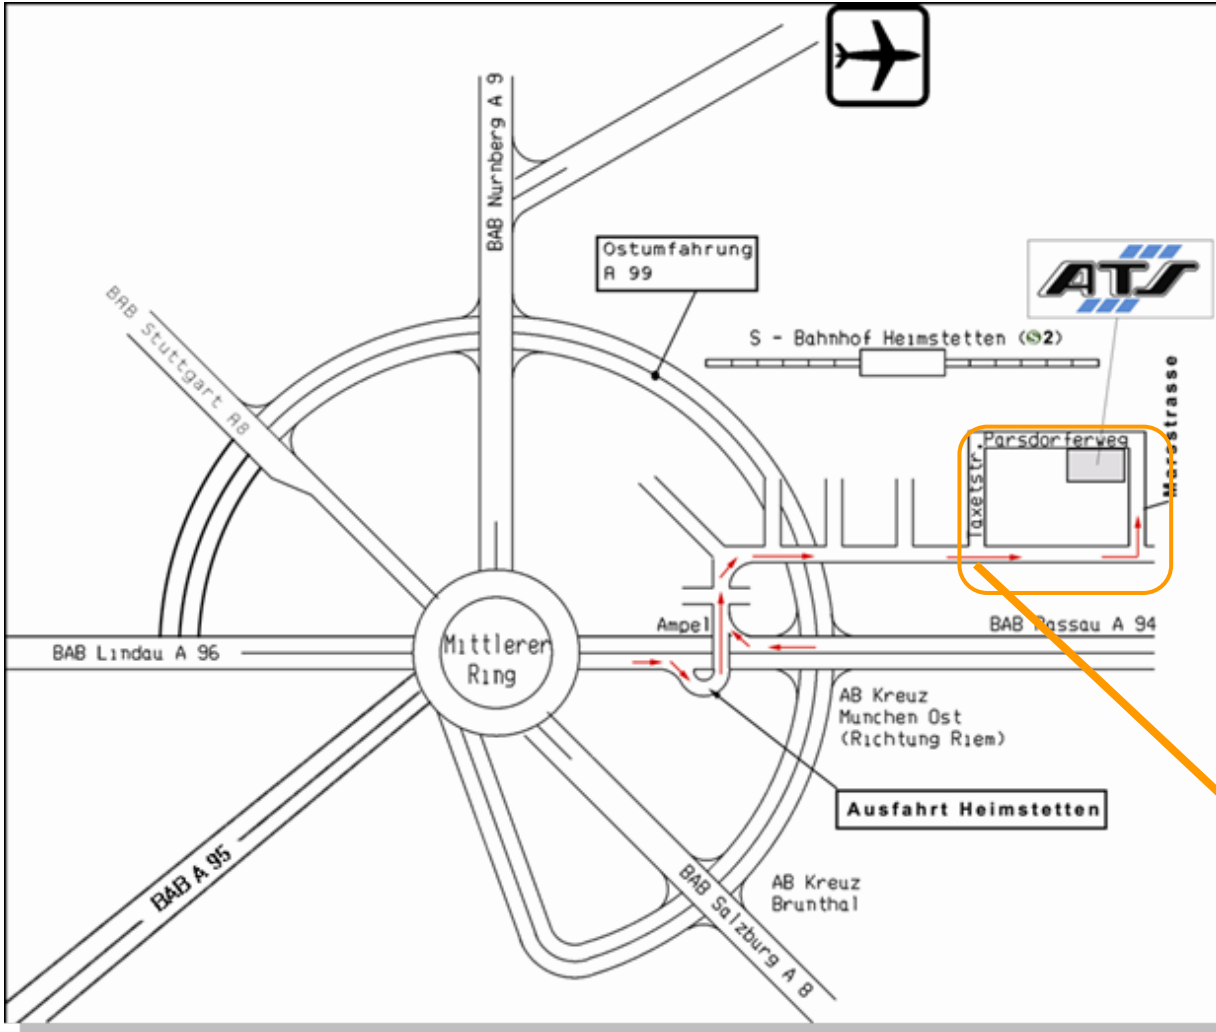 BAB Nurnberg A 9
Ostumfahrung
A 99
ATS
BAB Stuttgart A8
S - Bahnhof Heimstetten (S2)
Marsstrasse
Parsdorferweg
Taxetstr.
Ampel
BAB Passau A 94
BAB Lindau A 96
Mittlerer
Ring
AB Kreuz
Munchen Ost
(Richtung Riem)
Ausfahrt Heimstetten
BAB A 95
BAB Salzburg A 8
AB Kreuz
Brunthal